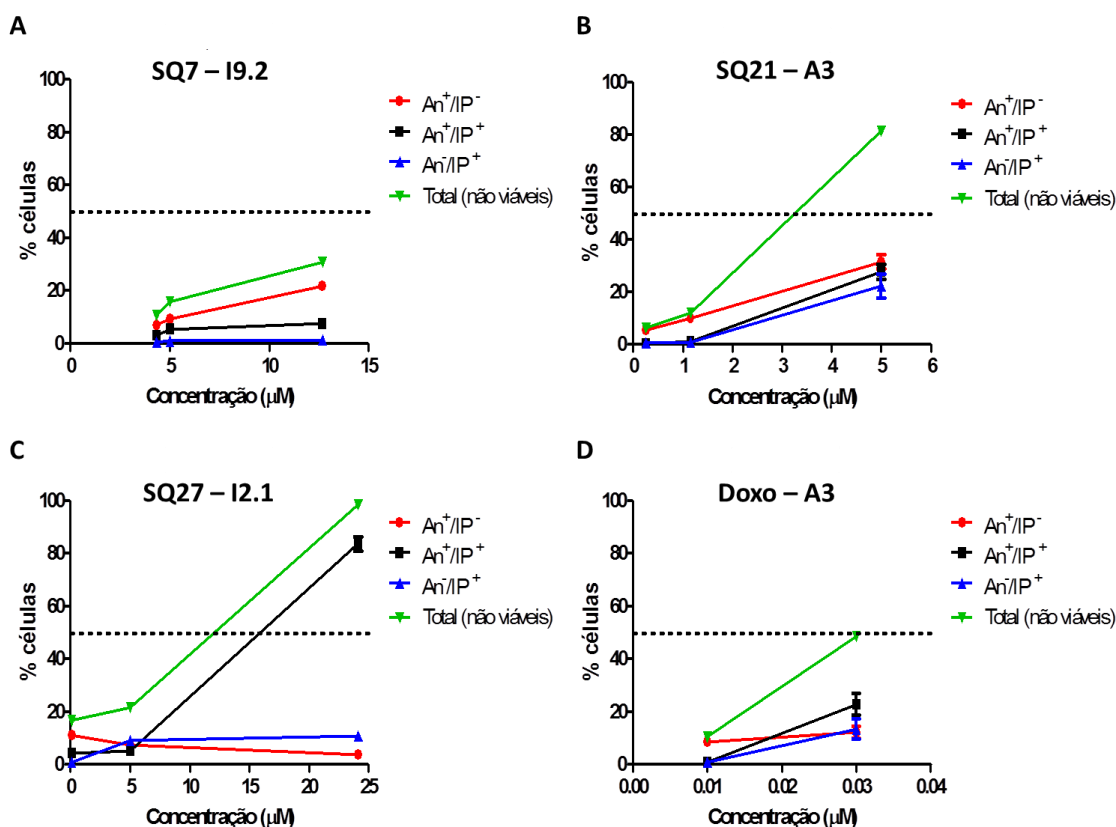 A
SQ7 – I9.2
% células
100
80
60
40
20
0
0 5 10 15
Concentração (µM)
An+/IP-
An+/IP+
An-/IP+
Total (não viáveis)
B
SQ21 – A3
% células
100
80
60
40
20
0
0 1 2 3 4 5 6
Concentração (µM)
An+/IP-
An+/IP+
An-/IP+
Total (não viáveis)
C
SQ27 – I2.1
% células
100
80
60
40
20
0
0 5 10 15 20 25
Concentração (µM)
An+/IP-
An+/IP+
An-/IP+
Total (não viáveis)
D
Doxo – A3
% células
100
80
60
40
20
0
0.00 0.01 0.02 0.03 0.04
Concentração (µM)
An+/IP-
An+/IP+
An-/IP+
Total (não viáveis)